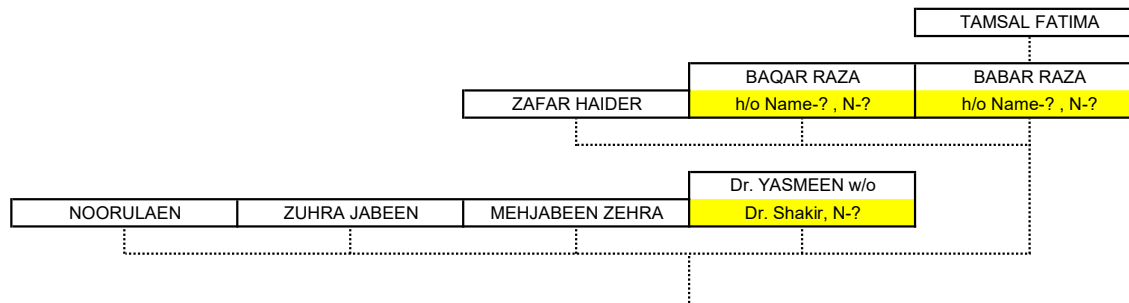 TAMSAL FATIMA
BAQAR RAZA
BABAR RAZA
ZAFAR HAIDER
h/o Name-? , N-?
h/o Name-? , N-?
Dr. YASMEEN w/o
NOORULAEN
ZUHRA JABEEN
MEHJABEEN ZEHRA
Dr. Shakir, N-?